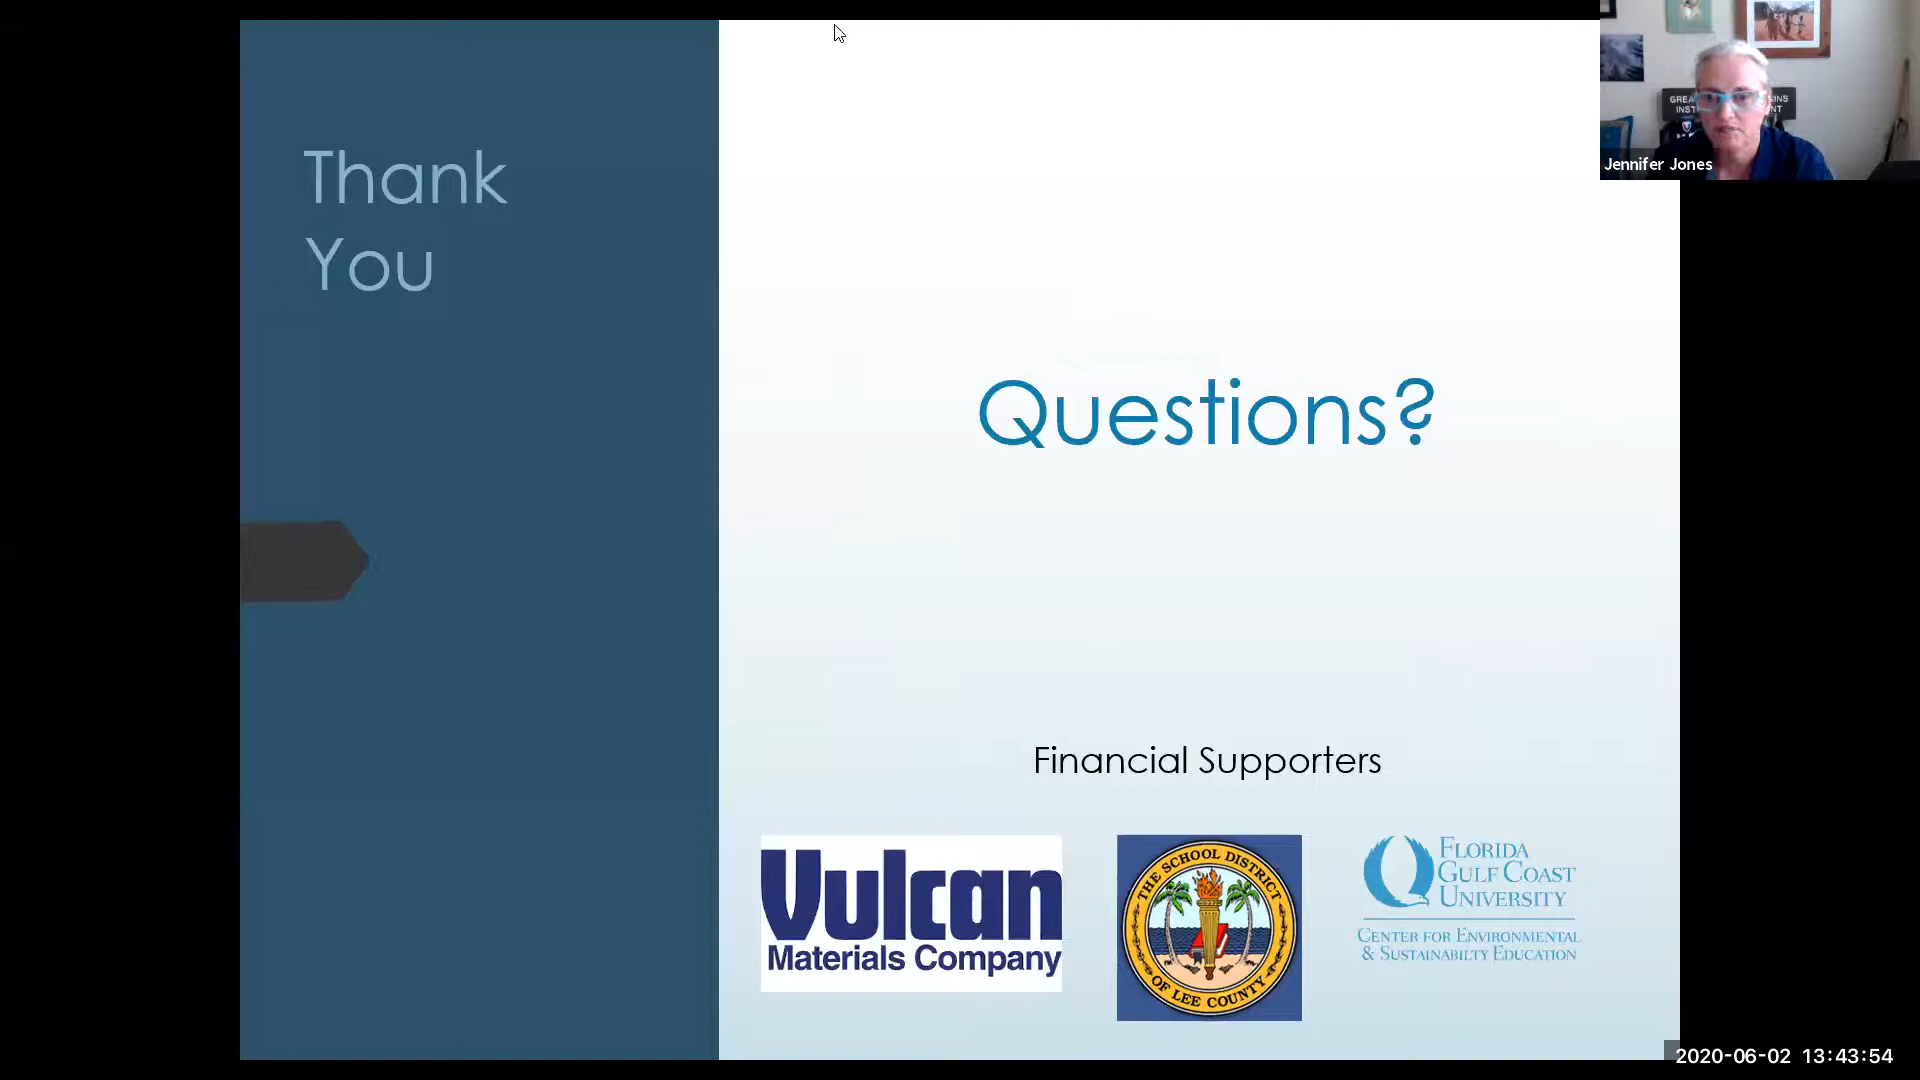 Thank
You
Questions?
Financial Supporters
Vulcan
Materials Company
THE SCHOOL DISTRICT
OF LEE COUNTY
FLORIDA
GULF COAST
UNIVERSITY
CENTER FOR ENVIRONMENTAL
& SUSTAINABILTY EDUCATION
Jennifer Jones
2020-06-02 13:43:54